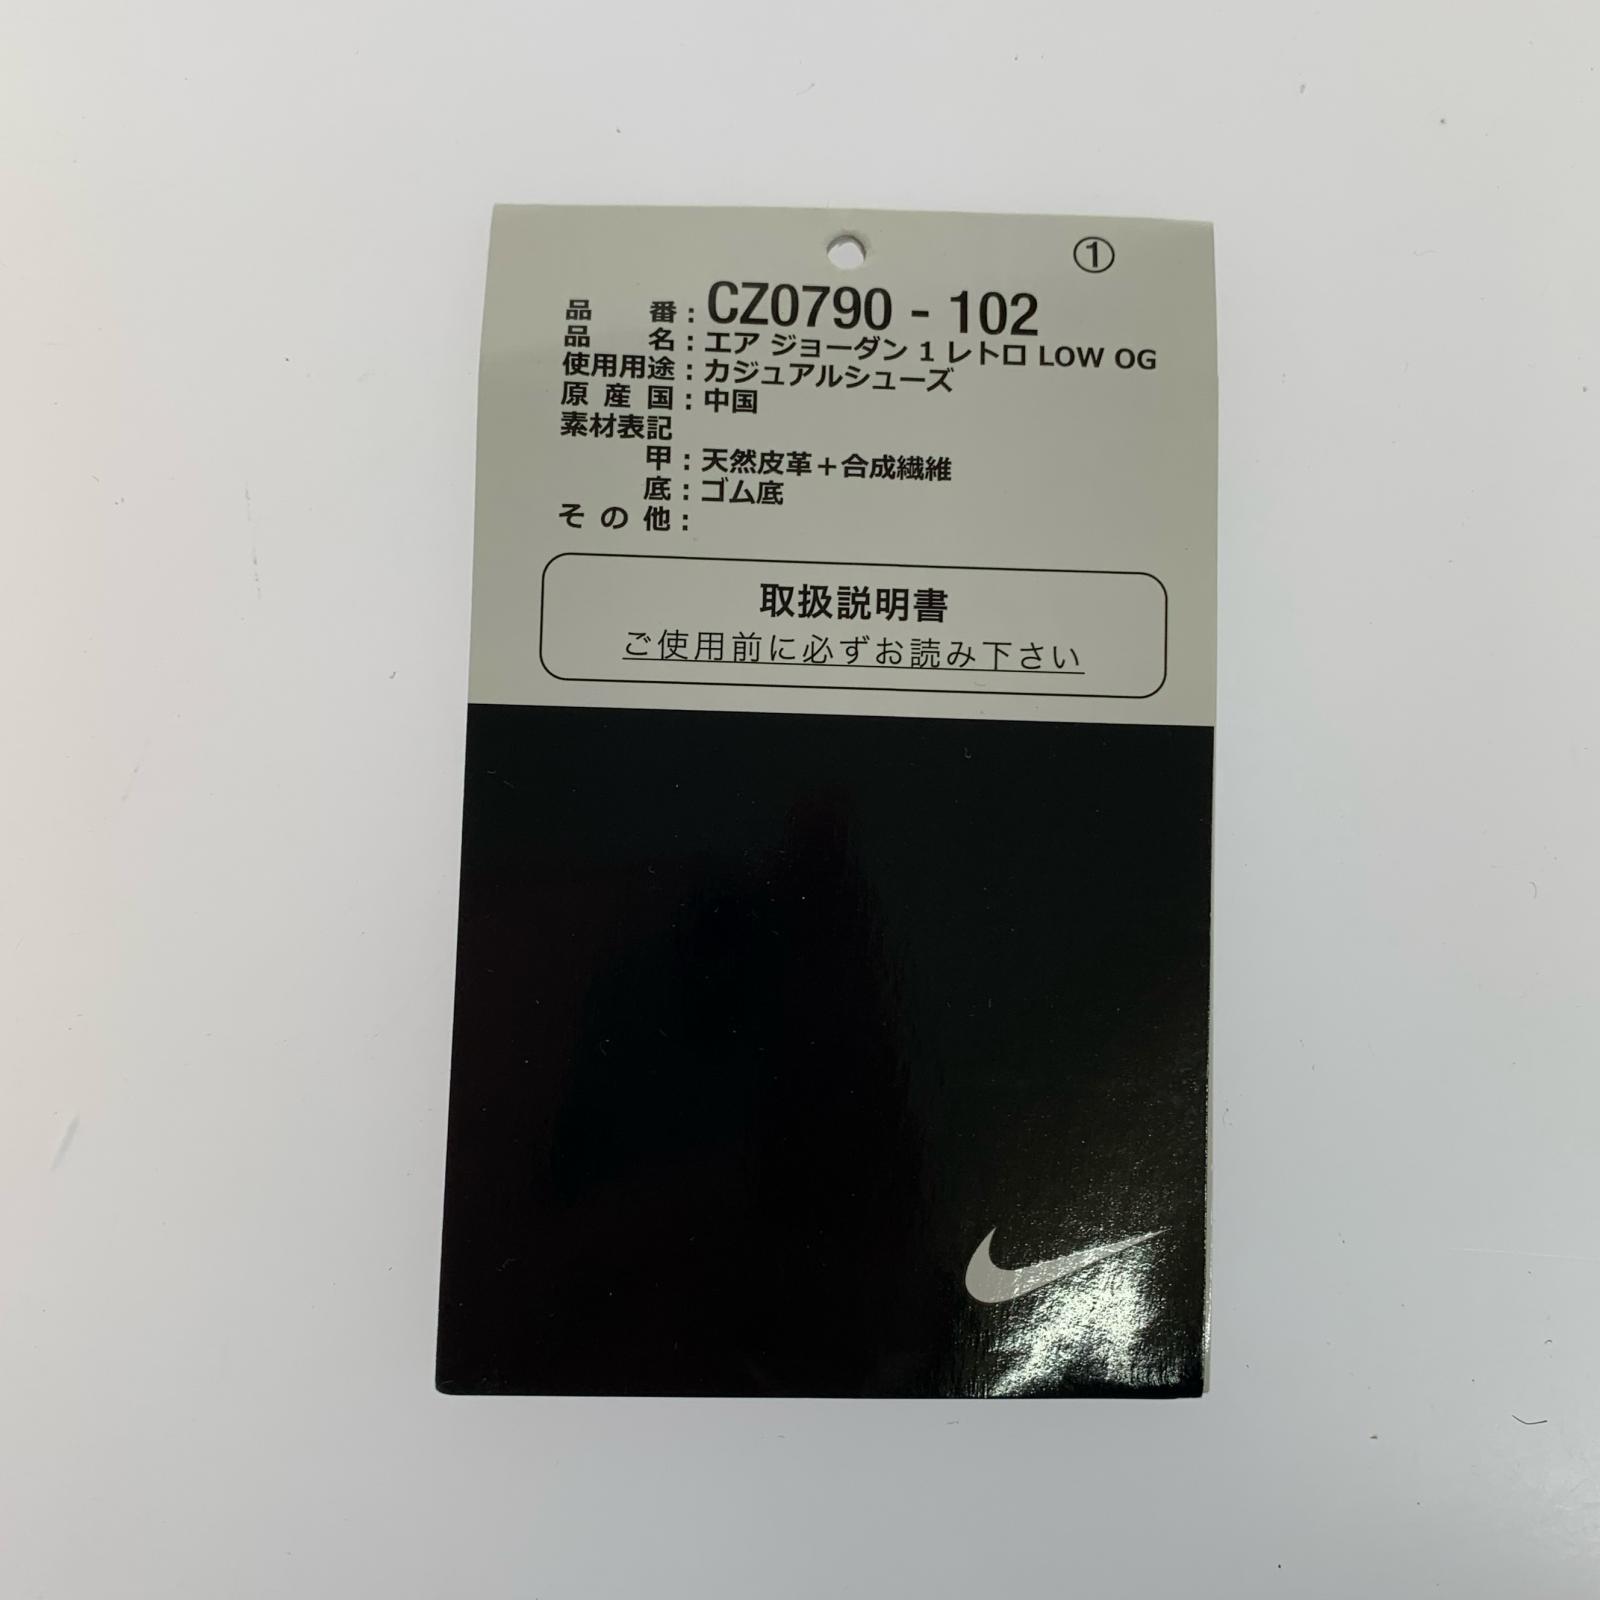 ①
品番：CZ0790 - 102
品名：エア ジョーダン 1 レトロ LOW OG
使用用途：カジュアルシューズ
原産国：中国
素材表記
甲：天然皮革＋合成繊維
底：ゴム底
その他：
取扱説明書
ご使用前に必ずお読み下さい